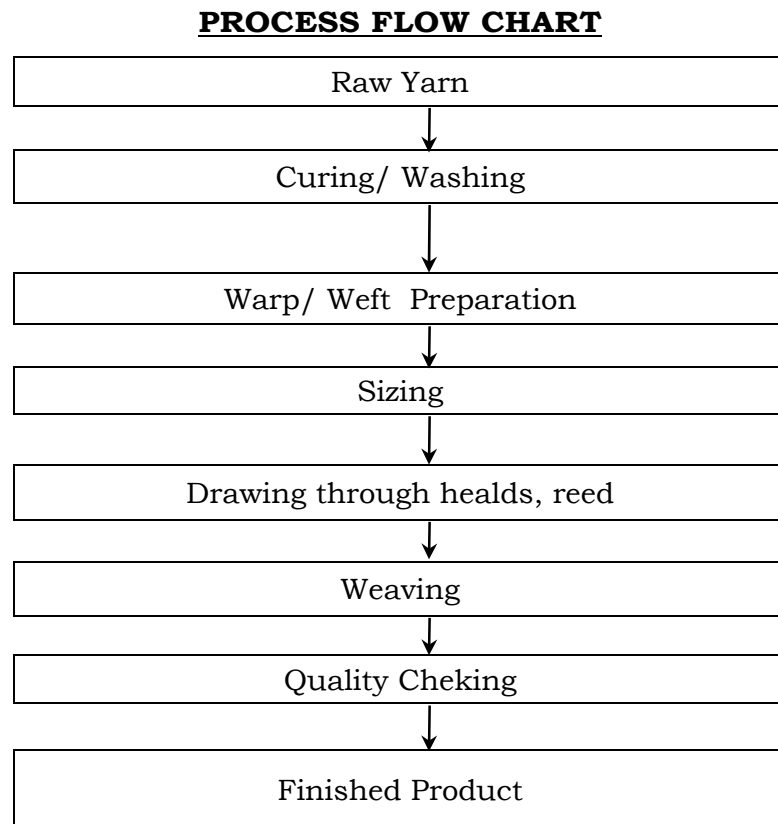 PROCESS FLOW CHART
Raw Yarn
Curing/ Washing
Warp/ Weft  Preparation
Sizing
Drawing through healds, reed
Weaving
Quality Cheking
Finished Product